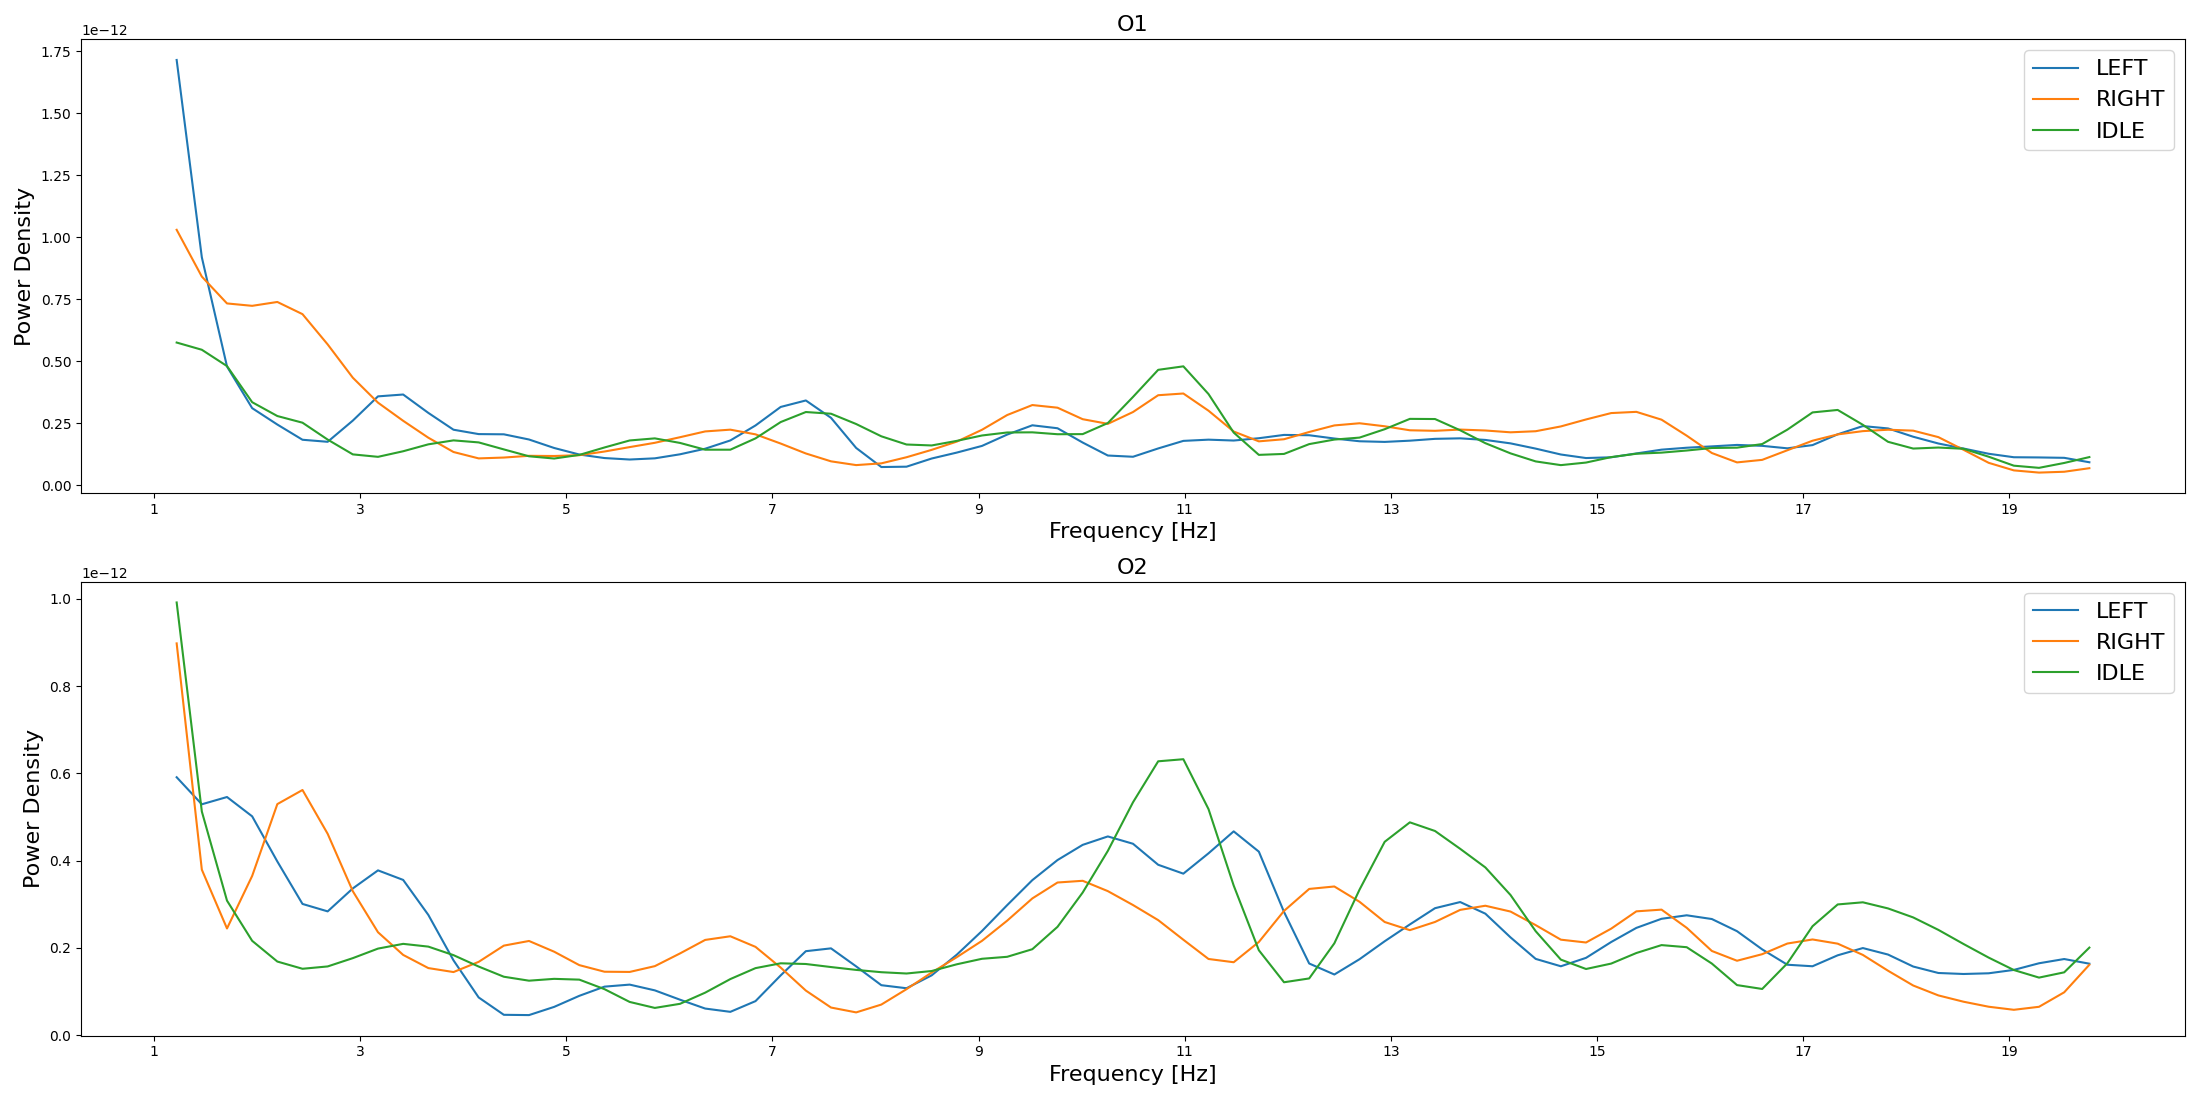 O1
1e−12
1.75
1.50
1.25
1.00
0.75
0.50
0.25
0.00
Power Density
LEFT
RIGHT
IDLE
1 3 5 7 9 11 13 15 17 19
Frequency [Hz]
O2
1e−12
1.0
0.8
0.6
0.4
0.2
0.0
Power Density
LEFT
RIGHT
IDLE
1 3 5 7 9 11 13 15 17 19
Frequency [Hz]